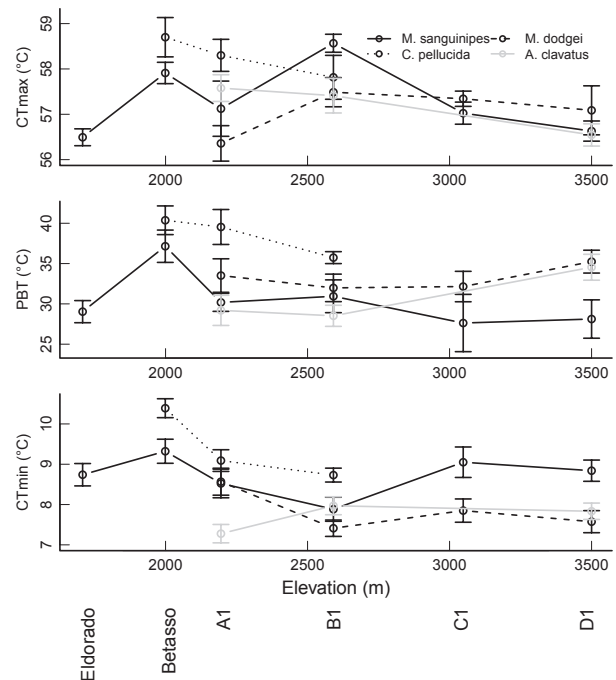 M. sanguinipes
M. dodgei
C. pellucida
A. clavatus
CTmax (°C)
59
58
57
56
2000
2500
3000
3500
PBT (°C)
40
35
30
25
2000
2500
3000
3500
CTmin (°C)
10
9
8
7
2000
2500
3000
3500
Elevation (m)
Eldorado
Betasso
A1
B1
C1
D1